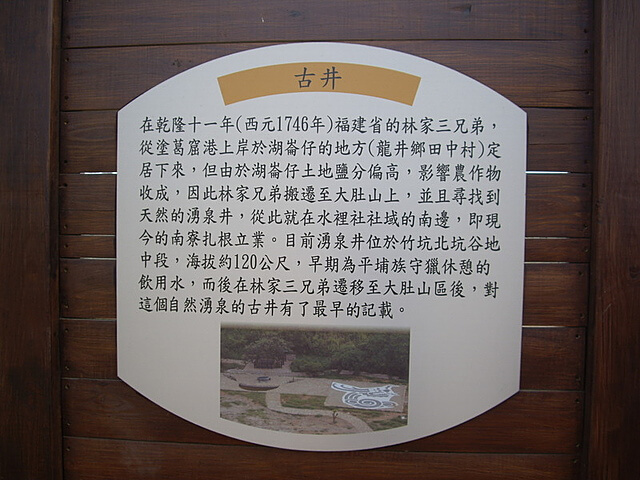 古井
在乾隆十一年(西元1746年)福建省的林家三兄弟，
從塗葛窟港上岸於湖崙仔的地方(龍井鄉田中村)定
居下來，但由於湖崙仔土地鹽分偏高，影響農作物
收成，因此林家兄弟搬遷至大肚山上，並且尋找到
天然的湧泉井，從此就在水裡社社域的南邊，即現
今的南寮扎根立業。目前湧泉井位於竹坑北坑谷地
中段，海拔約120公尺，早期為平埔族守獵休憩的
飲用水，而後在林家三兄弟遷移至大肚山區後，對
這個自然湧泉的古井有了最早的記載。